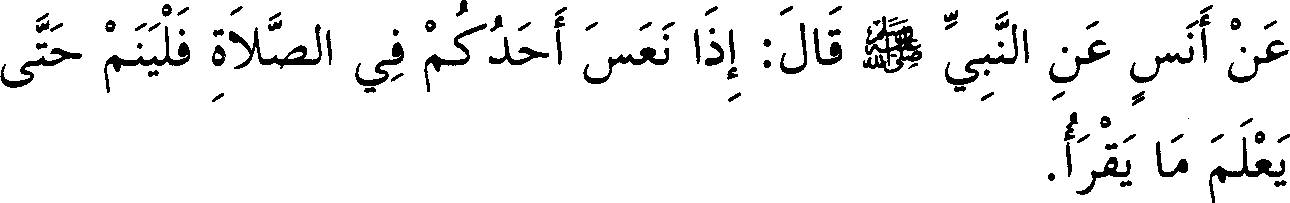 عَنْ أَنَسٍ عَنِ النَّبِيِّ ﷺ قَالَ: إِذَا نَعَسَ أَحَدُكُمْ فِي الصَّلَاةِ فَلْيَنَمْ حَتَّى
يَعْلَمَ مَا يَقْرَأُ.